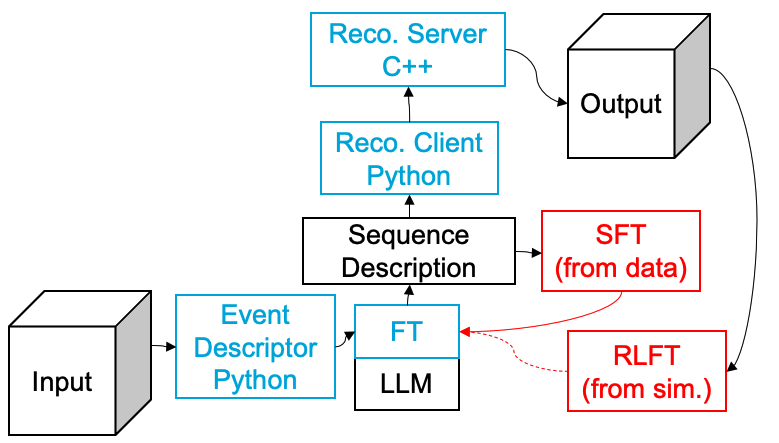 Reco. Server
C++
Output
Reco. Client
Python
Sequence
Description
SFT
(from data)
Event
Descriptor
Python
FT
LLM
Input
RLFT
(from sim.)